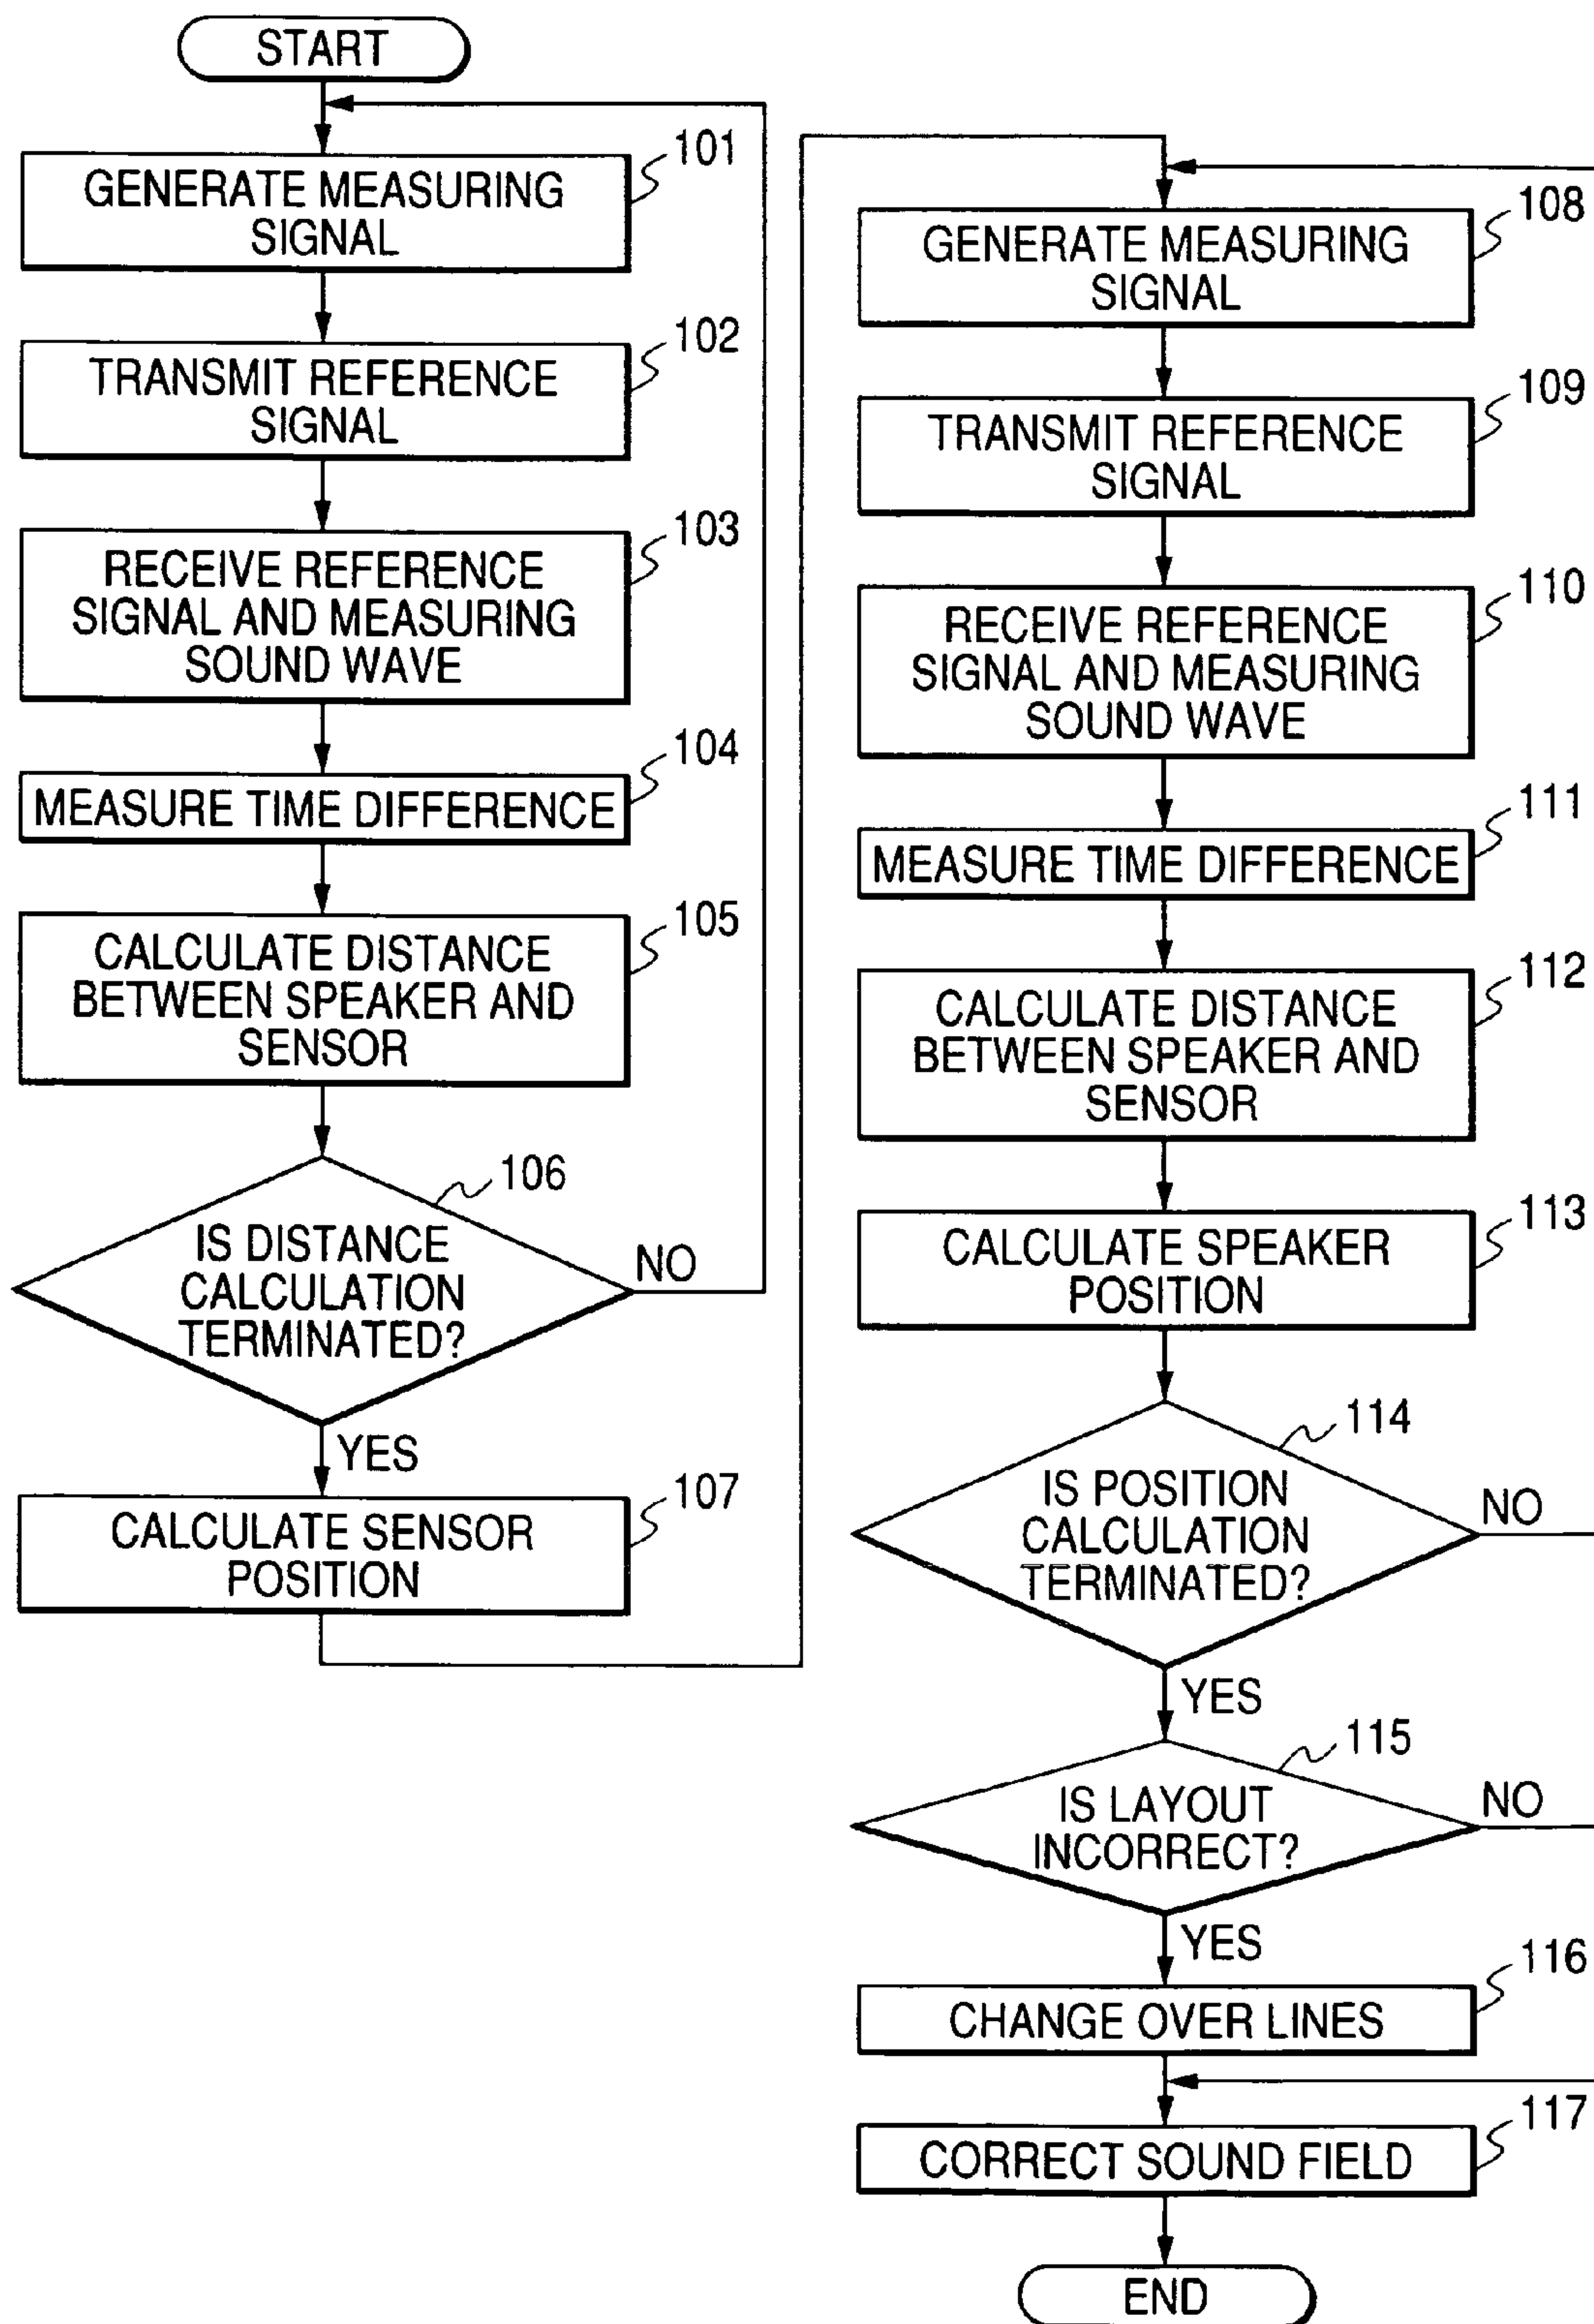 START
101
GENERATE MEASURING
SIGNAL
102
TRANSMIT REFERENCE
SIGNAL
103
RECEIVE REFERENCE
SIGNAL AND MEASURING
SOUND WAVE
104
MEASURE TIME DIFFERENCE
105
CALCULATE DISTANCE
BETWEEN SPEAKER AND
SENSOR
106
IS DISTANCE
CALCULATION
TERMINATED?
NO
YES
107
CALCULATE SENSOR
POSITION
108
GENERATE MEASURING
SIGNAL
109
TRANSMIT REFERENCE
SIGNAL
110
RECEIVE REFERENCE
SIGNAL AND MEASURING
SOUND WAVE
111
MEASURE TIME DIFFERENCE
112
CALCULATE DISTANCE
BETWEEN SPEAKER AND
SENSOR
113
CALCULATE SPEAKER
POSITION
114
IS POSITION
CALCULATION
TERMINATED?
NO
YES
115
IS LAYOUT
INCORRECT?
NO
YES
116
CHANGE OVER LINES
117
CORRECT SOUND FIELD
END